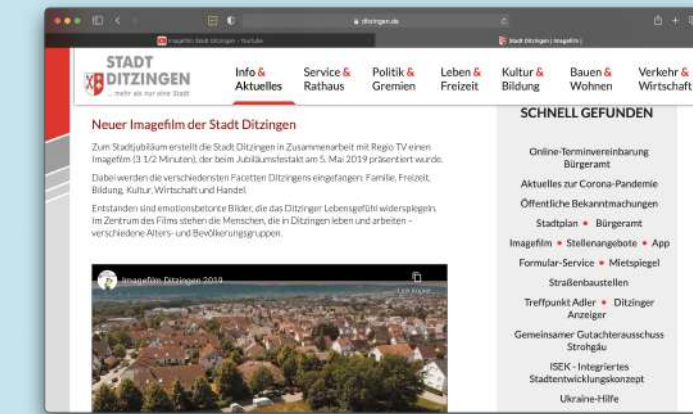 ditzingen.de
Imagefilm Stadt Ditzingen - YouTube
Stadt Ditzingen | Imagefilm |
STADT
DITZINGEN
... mehr als nur eine Stadt
Info &
Aktuelles
Service &
Rathaus
Politik &
Gremien
Leben &
Freizeit
Kultur &
Bildung
Bauen &
Wohnen
Verkehr &
Wirtschaft
Neuer Imagefilm der Stadt Ditzingen
Zum Stadtjubiläum erstellt die Stadt Ditzingen in Zusammenarbeit mit Regio TV einen
Imagefilm (3 1/2 Minuten), der beim Jubiläumsfestakt am 5. Mai 2019 präsentiert wurde.
Dabei werden die verschiedensten Facetten Ditzingens eingefangen: Familie, Freizeit,
Bildung, Kultur, Wirtschaft und Handel.
Entstanden sind emotionsbetonte Bilder, die das Ditzinger Lebensgefühl widerspiegeln.
Im Zentrum des Films stehen die Menschen, die in Ditzingen leben und arbeiten –
verschiedene Alters- und Bevölkerungsgruppen.
Imagefilm Ditzingen 2019
SCHNELL GEFUNDEN
Online-Terminvereinbarung
Bürgeramt
Aktuelles zur Corona-Pandemie
Öffentliche Bekanntmachungen
Stadtplan • Bürgeramt
Imagefilm • Stellenangebote • App
Formular-Service • Mietspiegel
Straßenbaustellen
Treffpunkt Adler • Ditzinger
Anzeiger
Gemeinsamer Gutachterausschuss
Strohgäu
ISEK - Integriertes
Stadtentwicklungskonzept
Ukraine-Hilfe